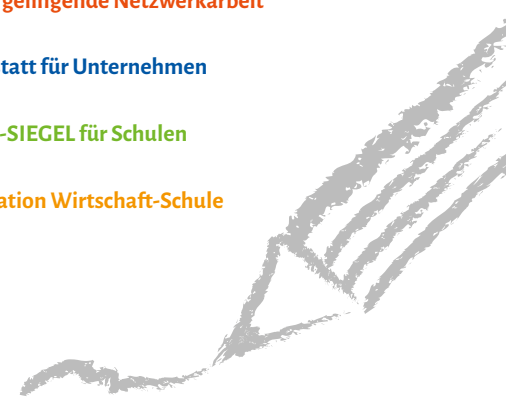 gelingende Netzwerkarbeit
tatt für Unternehmen
-SIEGEL für Schulen
ation Wirtschaft-Schule